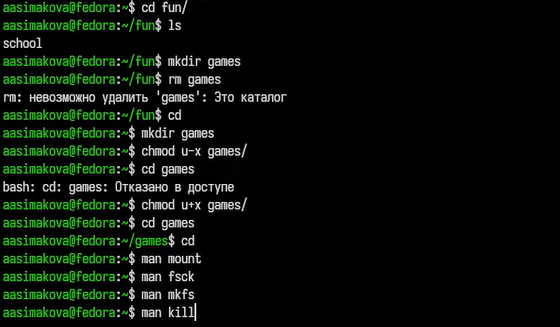 aasimakova@fedora:~$ cd fun/
aasimakova@fedora:~/fun$ ls
school
aasimakova@fedora:~/fun$ mkdir games
aasimakova@fedora:~/fun$ rm games
rm: невозможно удалить 'games': Это каталог
aasimakova@fedora:~/fun$ cd
aasimakova@fedora:~$ mkdir games
aasimakova@fedora:~$ chmod u-x games/
aasimakova@fedora:~$ cd games
bash: cd: games: Отказано в доступе
aasimakova@fedora:~$ chmod u+x games/
aasimakova@fedora:~$ cd games
aasimakova@fedora:~/games$ cd
aasimakova@fedora:~$ man mount
aasimakova@fedora:~$ man fsck
aasimakova@fedora:~$ man mkfs
aasimakova@fedora:~$ man kill